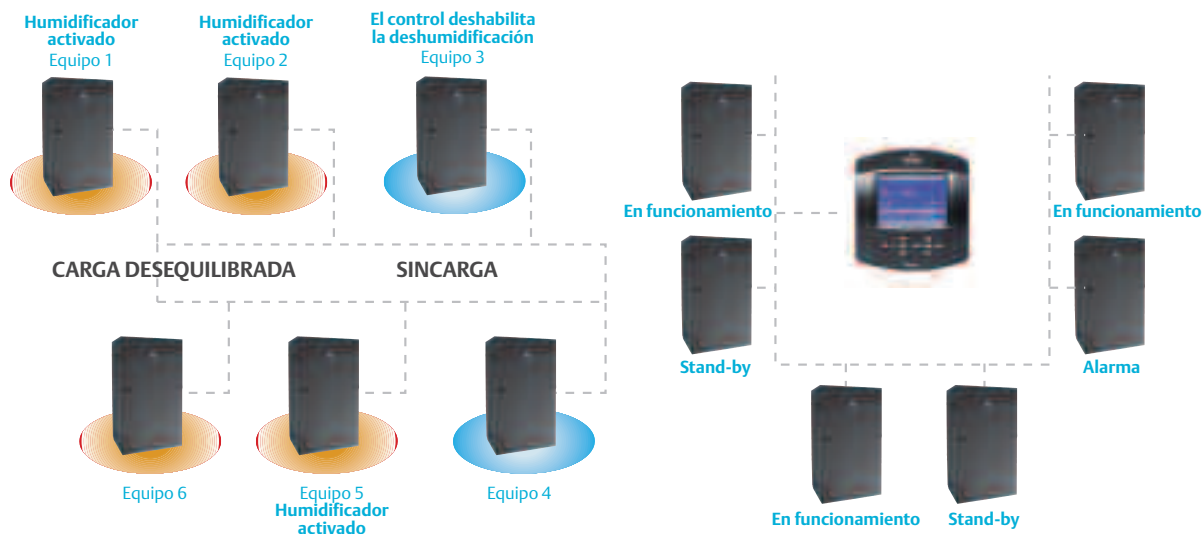 Humidificador
activado
Equipo 1
Humidificador
activado
Equipo 2
El control deshabilita
la deshumidificación
Equipo 3
CARGA DESEQUILIBRADA
SINCARGA
Equipo 6
Equipo 5
Humidificador
activado
Equipo 4
En funcionamiento
En funcionamiento
Stand-by
Alarma
En funcionamiento
Stand-by